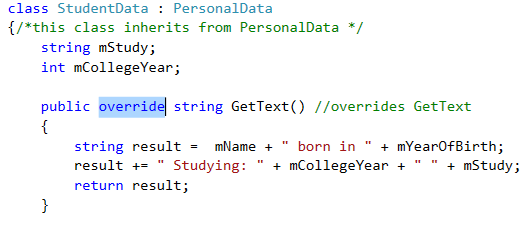 class StudentData : PersonalData
{/*this class inherits from PersonalData */
string mStudy;
int mCollegeYear;
public override string GetText() //overrides GetText
{
string result =  mName + " born in " + mYearOfBirth;
result += " Studying: " + mCollegeYear + " " + mStudy;
return result;
}